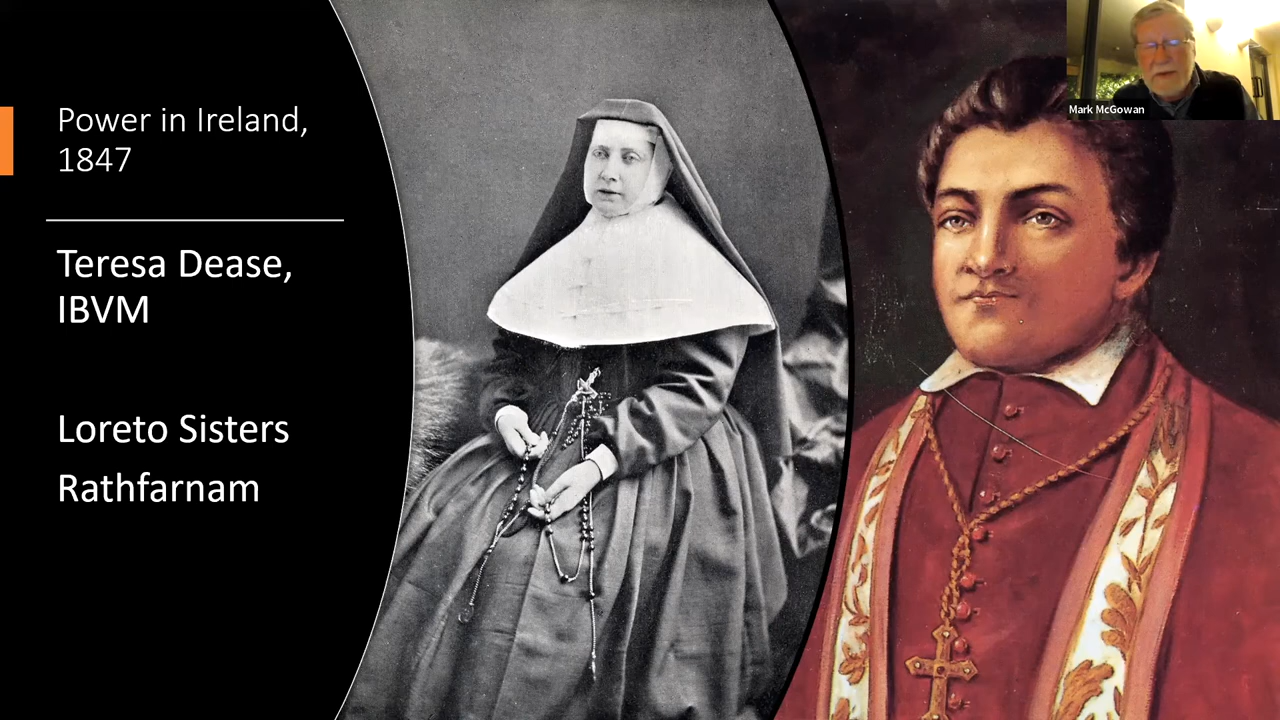 Power in Ireland,
1847
Teresa Dease,
IBVM
Loreto Sisters
Rathfarnam
Mark McGowan